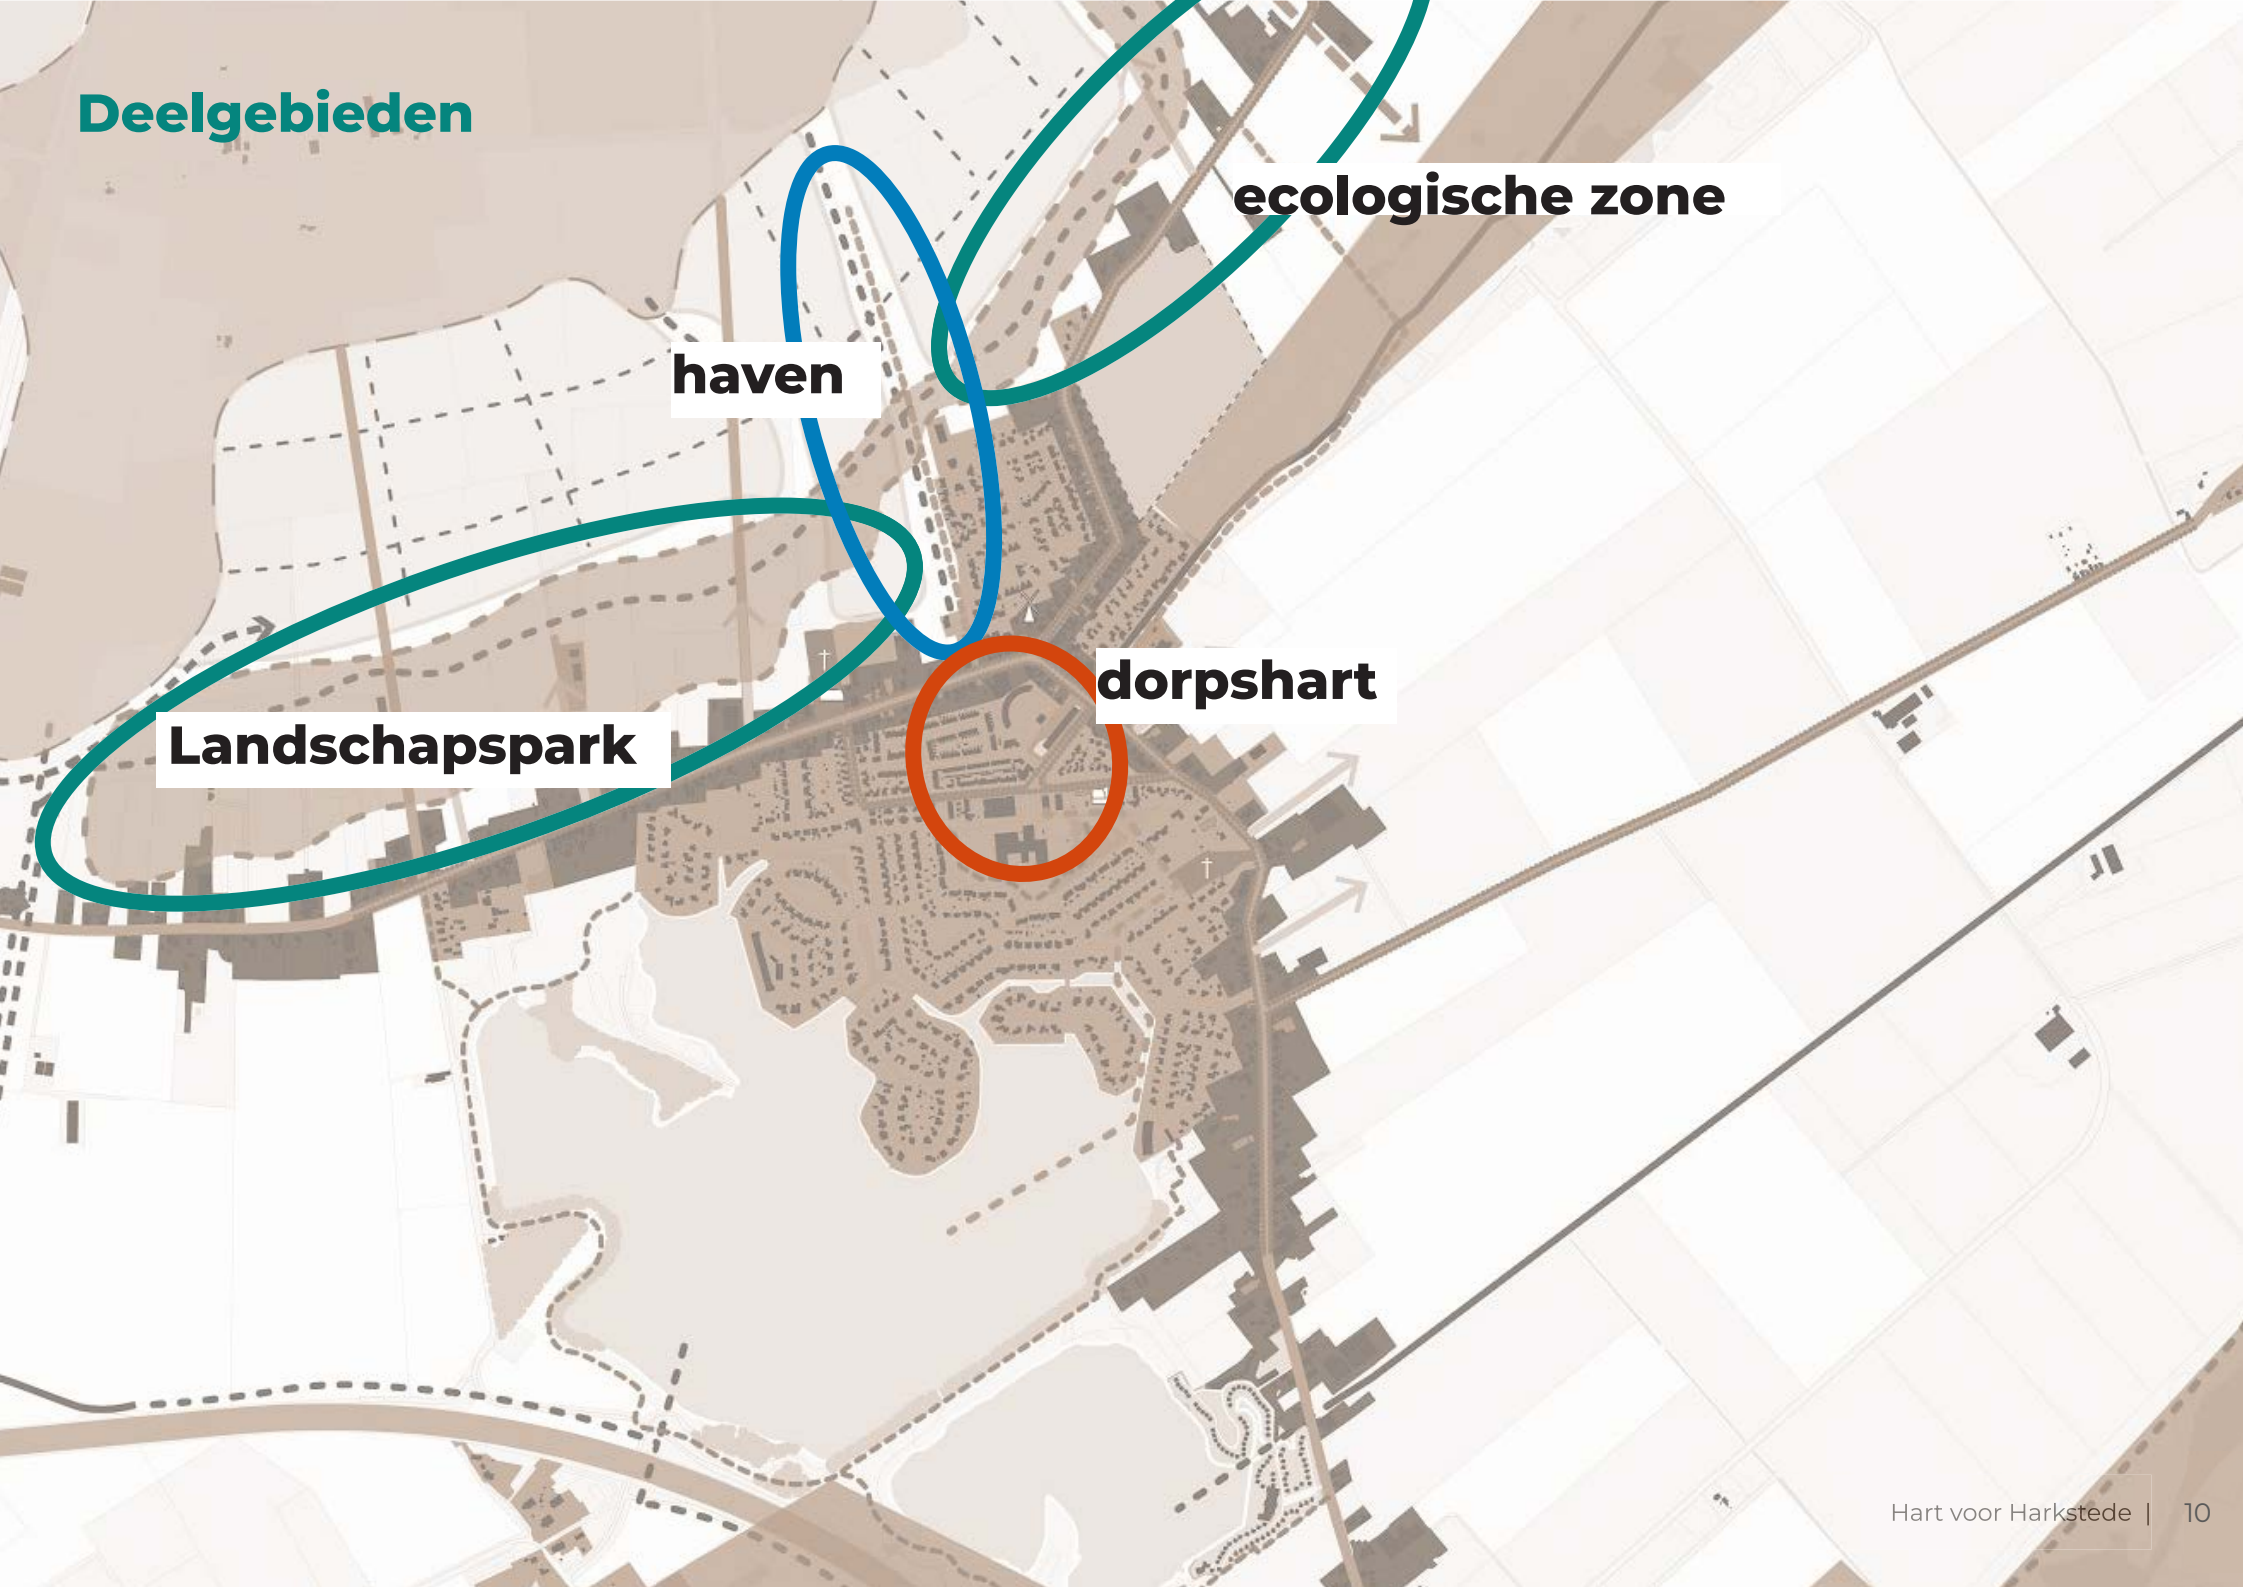 Deelgebieden
ecologische zone
haven
dorpshart
Landschapspark
Hart voor Harkstede | 10